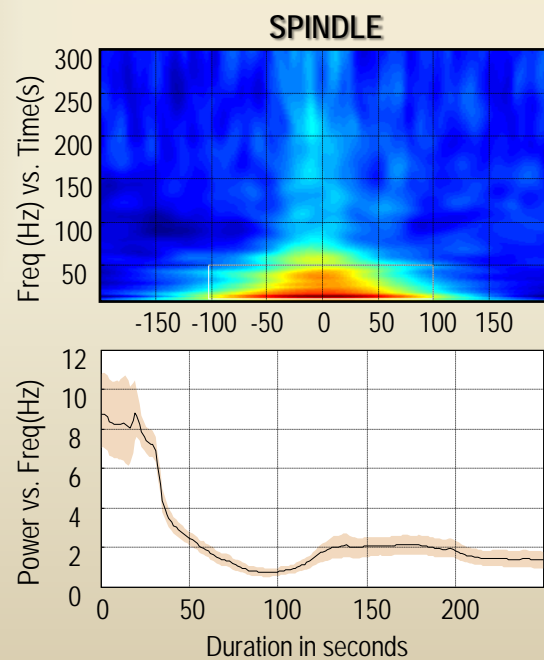 SPINDLE
Freq (Hz) vs. Time(s)
300
250
200
150
100
50
-150 -100 -50 0 50 100 150
Power vs. Freq(Hz)
12
10
8
6
4
2
0
0 50 100 150 200
Duration in seconds